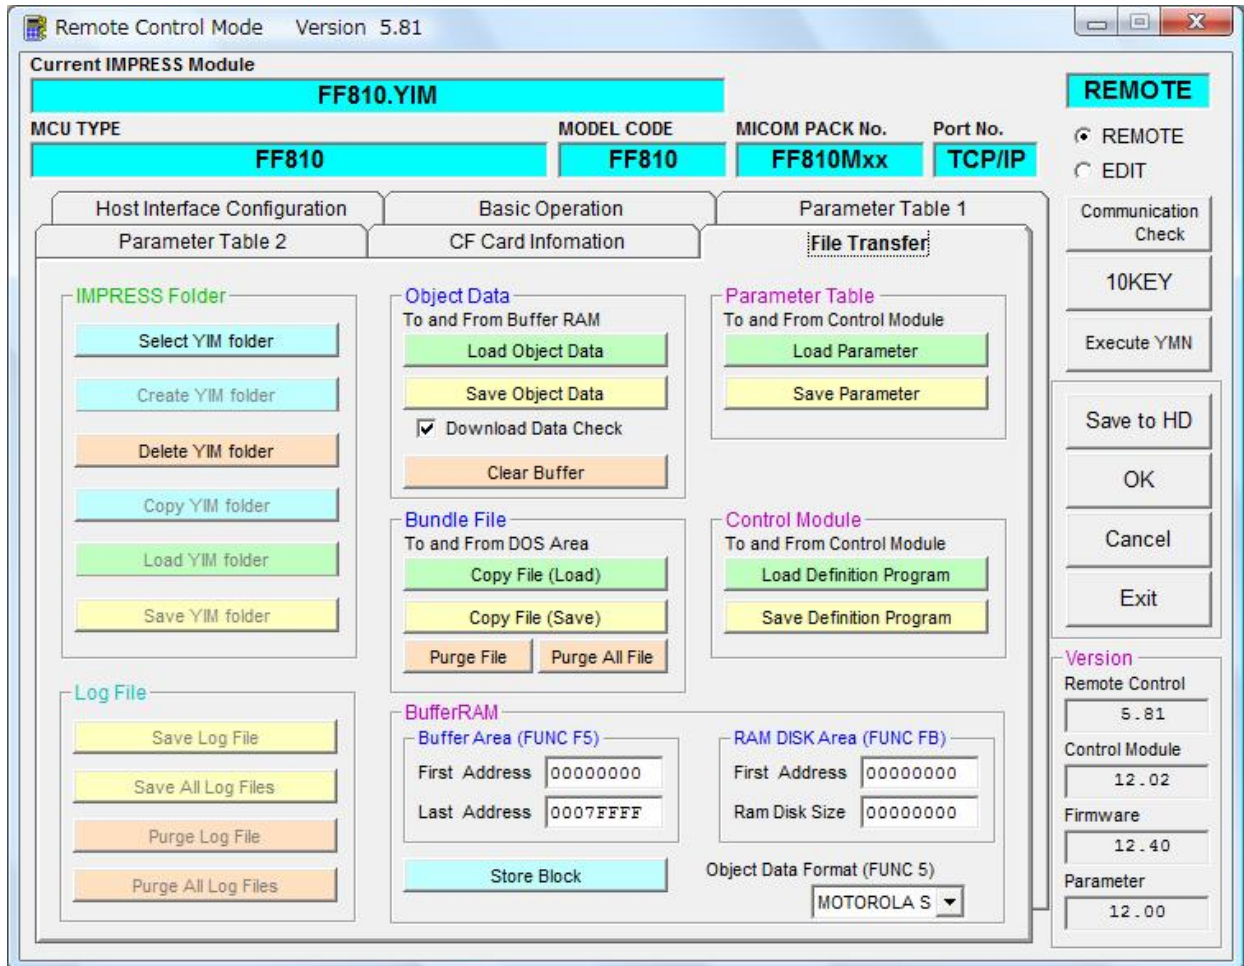 Remote Control Mode Version 5.81
Current IMPRESS Module
FF810.YIM
REMOTE
MCU TYPE
MODEL CODE
MICOM PACK No.
Port No.
FF810
FF810
FF810Mxx
TCP/IP
REMOTE
EDIT
Host Interface Configuration
Basic Operation
Parameter Table 1
Parameter Table 2
CF Card Infomation
File Transfer
Communication
Check
10KEY
Execute YMN
Save to HD
OK
Cancel
Exit
IMPRESS Folder
Select YIM folder
Create YIM folder
Delete YIM folder
Copy YIM folder
Load YIM folder
Save YIM folder
Log File
Save Log File
Save All Log Files
Purge Log File
Purge All Log Files
Object Data
To and From Buffer RAM
Load Object Data
Save Object Data
Download Data Check
Clear Buffer
Bundle File
To and From DOS Area
Copy File (Load)
Copy File (Save)
Purge File
Purge All File
Parameter Table
To and From Control Module
Load Parameter
Save Parameter
Control Module
To and From Control Module
Load Definition Program
Save Definition Program
BufferRAM
Buffer Area (FUNC F5)
First Address 00000000
Last Address 0007FFFF
Store Block
RAM DISK Area (FUNC FB)
First Address 00000000
Ram Disk Size 00000000
Object Data Format (FUNC 5)
MOTOROLA S
Version
Remote Control
5.81
Control Module
12.02
Firmware
12.40
Parameter
12.00